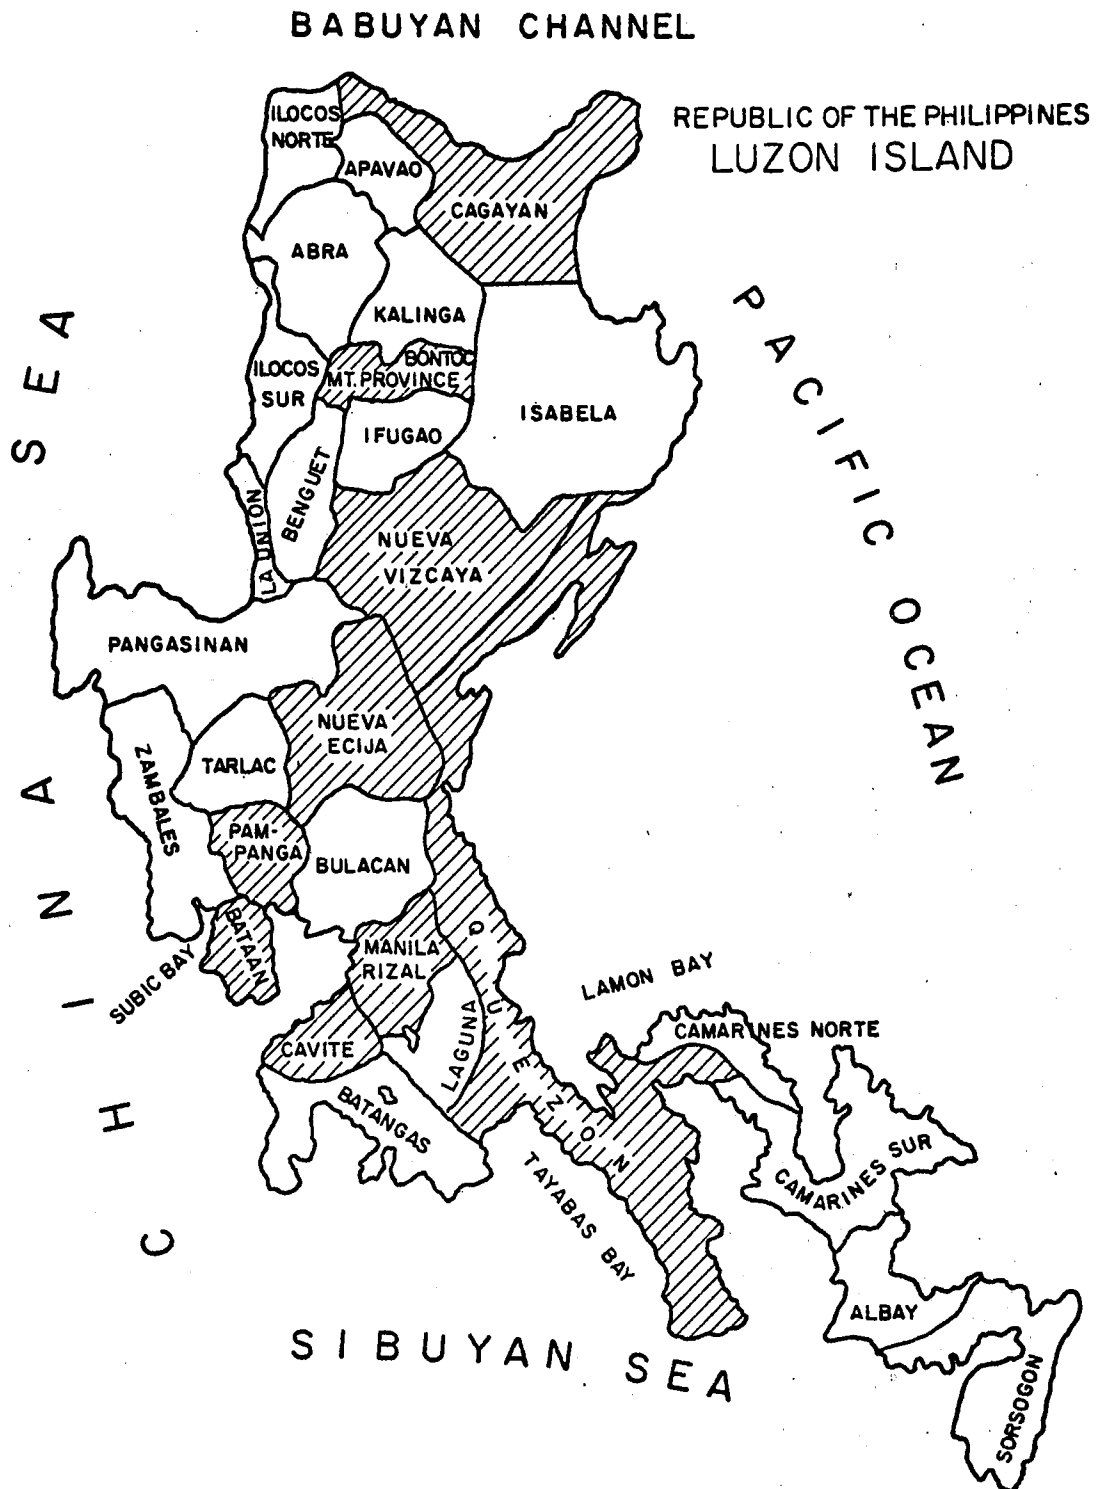 BABUYAN CHANNEL
REPUBLIC OF THE PHILIPPINES
LUZON ISLAND
ILOCOS
NORTE
APAVAO
CAGAYAN
ABRA
KALINGA
BONTOC
MT. PROVINCE
ILOCOS
SUR
ISABELA
IFUGAO
BENGUET
LA UNION
NUEVA
VIZCAYA
PANGASINAN
NUEVA
ECIJA
TARLAC
ZAMBALES
PAM-
PANGA
BULACAN
BATAAN
SUBIC BAY
MANILA
RIZAL
CAVITE
LAGUNA
BATANGAS
QUEZON
LAMON BAY
CAMARINES NORTE
CAMARINES SUR
TAYABAS BAY
ALBAY
SORSOGON
CHINA SEA
PACIFIC OCEAN
SIBUYAN SEA